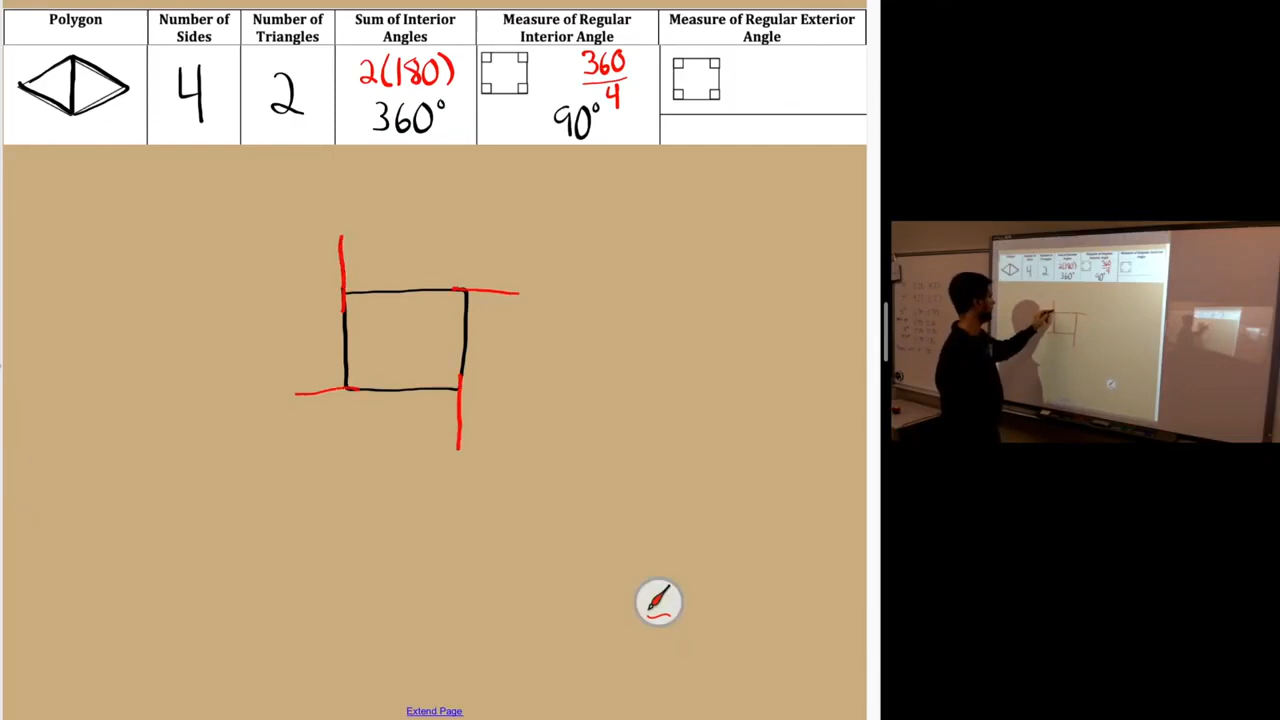 Polygon
Number of Sides
Number of Triangles
Sum of Interior Angles
Measure of Regular Interior Angle
Measure of Regular Exterior Angle
4
2
2(180)
360°
360
4
90°
Extend Page